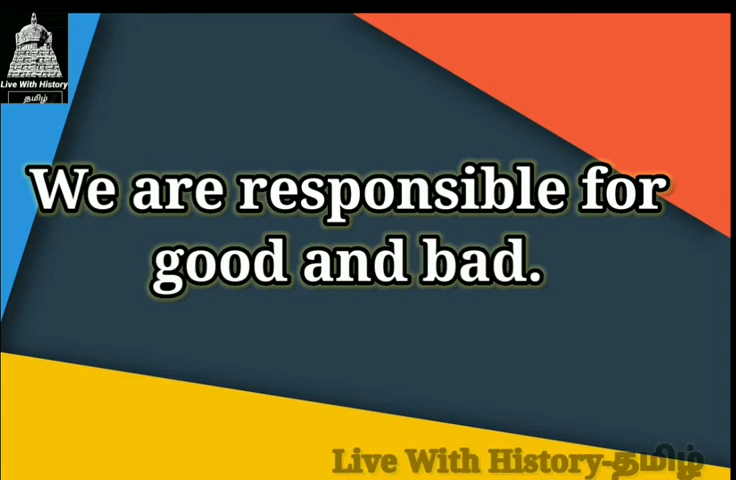 Live With History
தமிழ்
We are responsible for
good and bad.
Live With History-தமிழ்